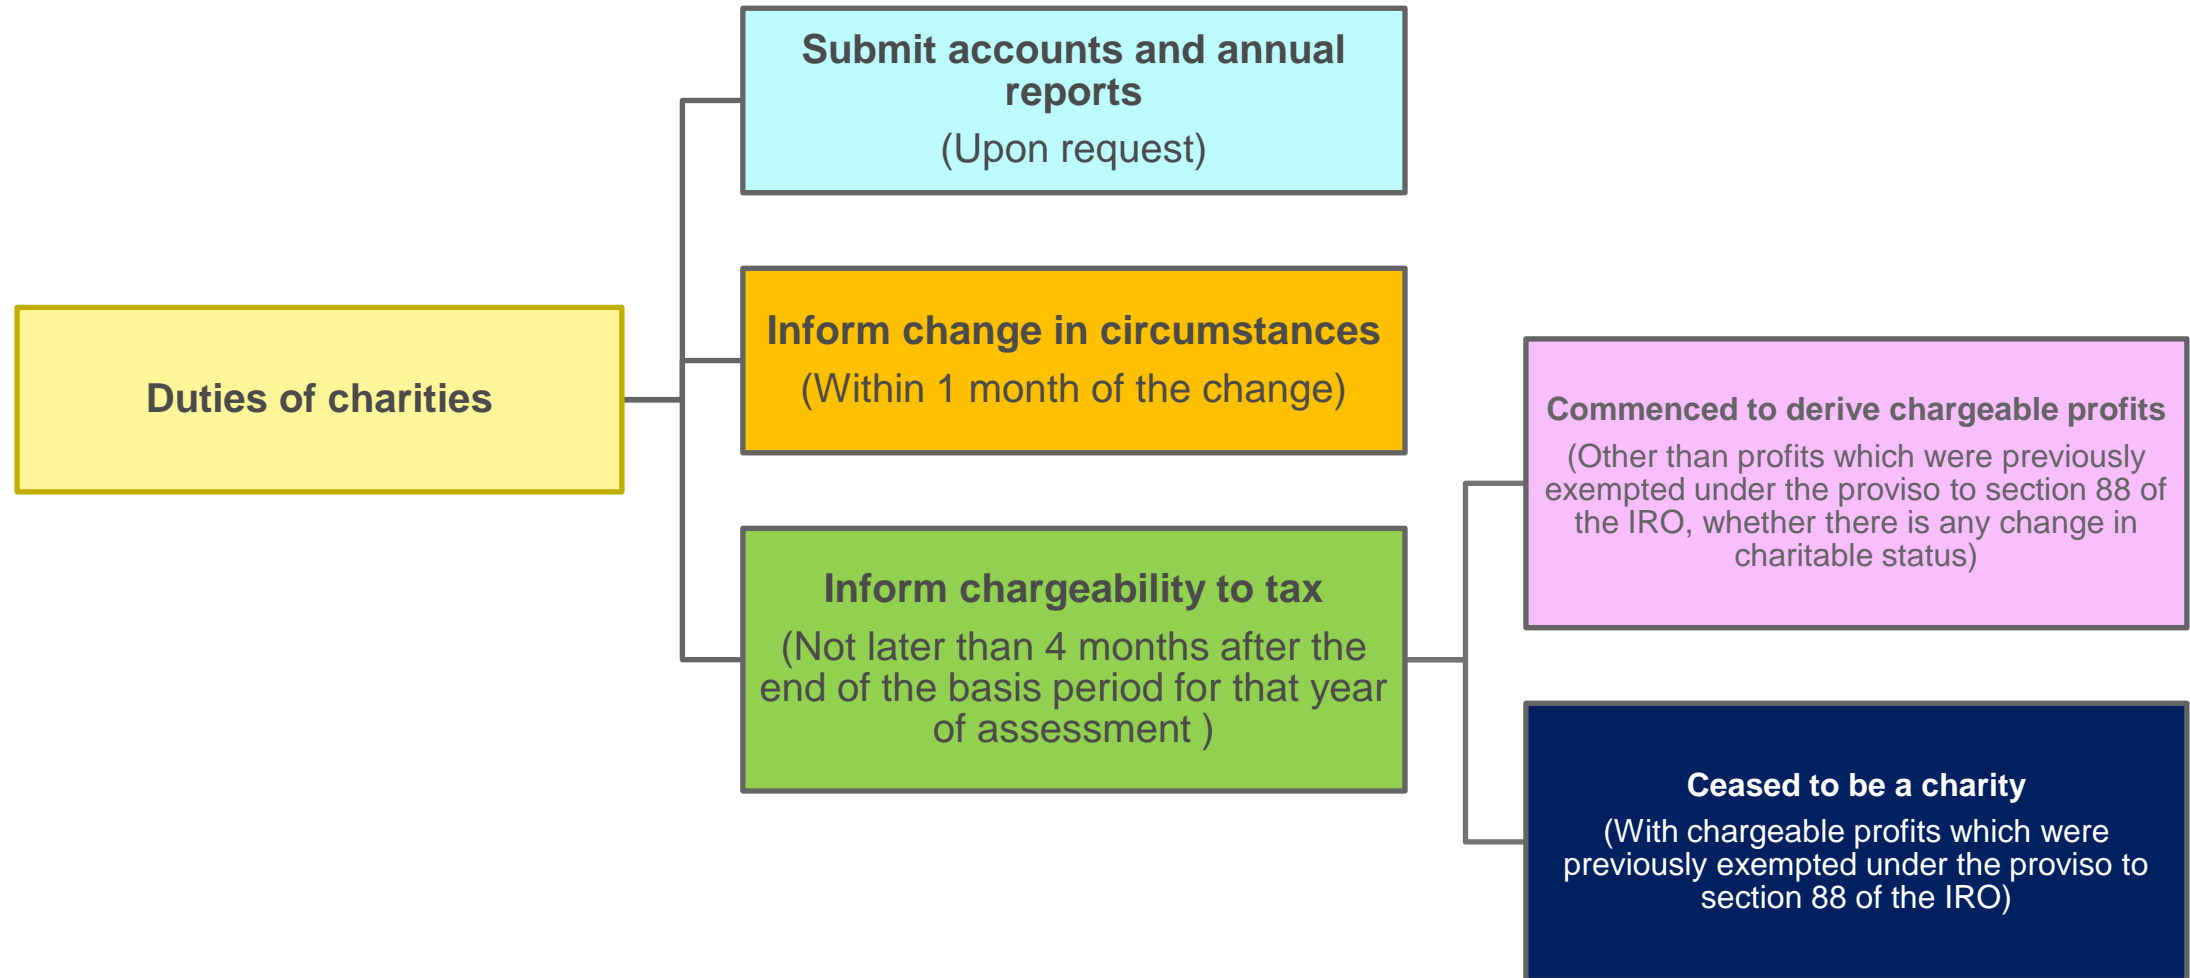 Submit accounts and annual
reports
(Upon request)
Inform change in circumstances
(Within 1 month of the change)
Duties of charities
Inform chargeability to tax
(Not later than 4 months after the
end of the basis period for that year
of assessment )
Commenced to derive chargeable profits
(Other than profits which were previously
exempted under the proviso to section 88 of
the IRO, whether there is any change in
charitable status)
Ceased to be a charity
(With chargeable profits which were
previously exempted under the proviso to
section 88 of the IRO)